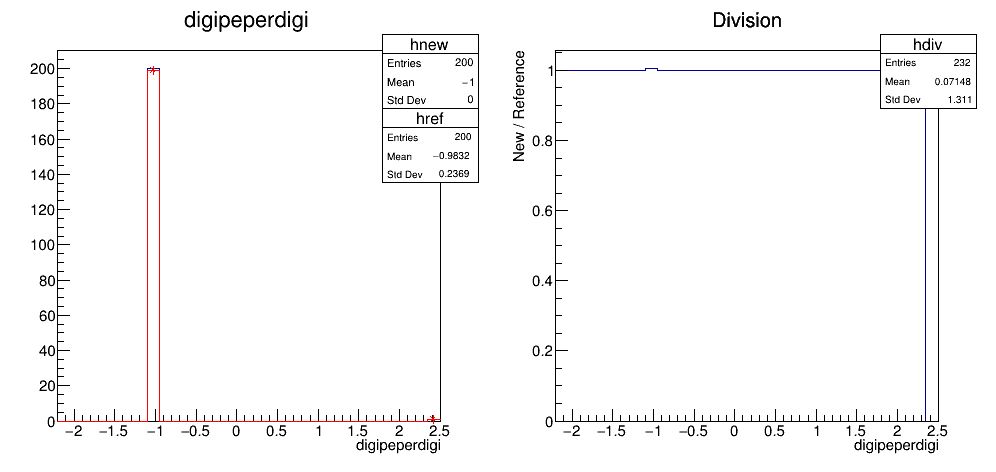 digipeperdigi
hnew
Entries 200
Mean −1
Std Dev 0
href
Entries 200
Mean −0.9832
Std Dev 0.2369
200
180
160
140
120
100
80
60
40
20
0
−2 −1.5 −1 −0.5 0 0.5 1 1.5 2 2.5
digipeperdigi
Division
hdiv
Entries 232
Mean 0.07148
Std Dev 1.311
New / Reference
1
0.8
0.6
0.4
0.2
0
−2 −1.5 −1 −0.5 0 0.5 1 1.5 2 2.5
digipeperdigi